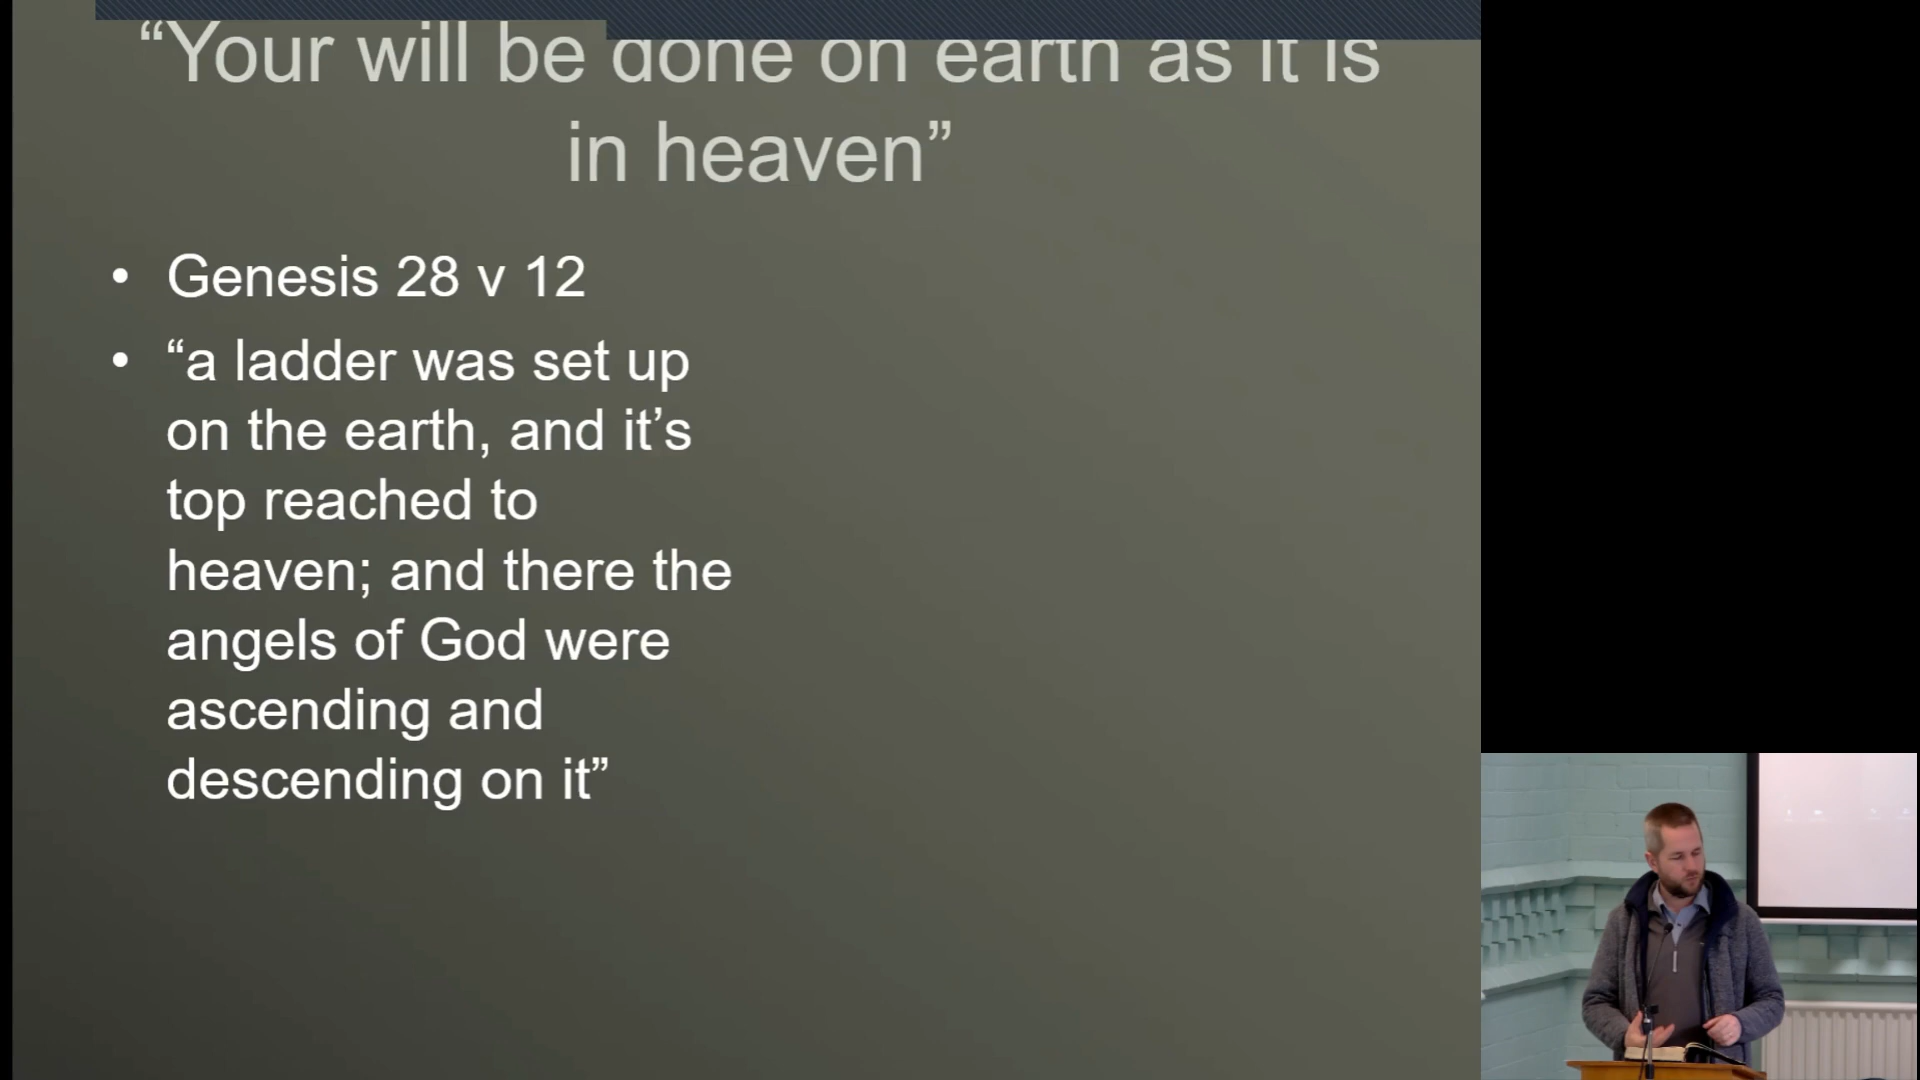 “Your will be done on earth as it is
in heaven”
• Genesis 28 v 12
• “a ladder was set up
on the earth, and it’s
top reached to
heaven; and there the
angels of God were
ascending and
descending on it”